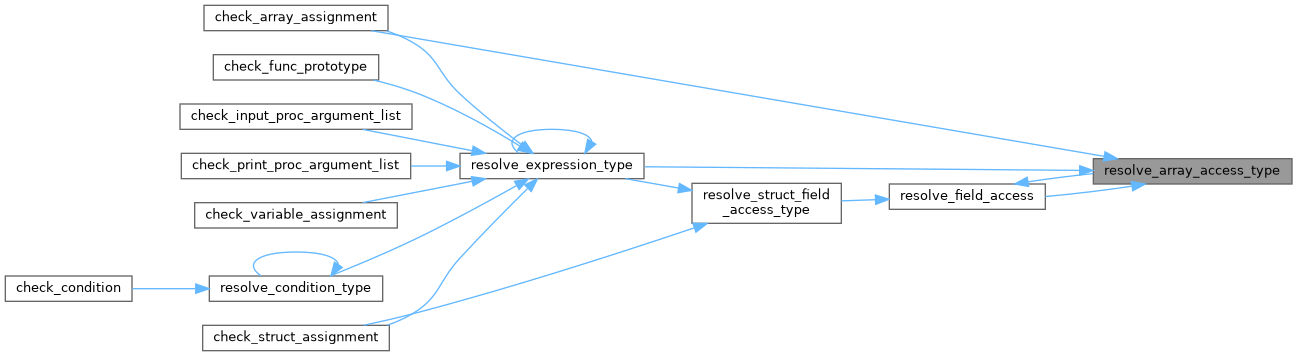 check_array_assignment
check_func_prototype
check_input_proc_argument_list
check_print_proc_argument_list
resolve_expression_type
resolve_array_access_type
resolve_struct_field
_access_type
resolve_field_access
check_variable_assignment
check_condition
resolve_condition_type
check_struct_assignment